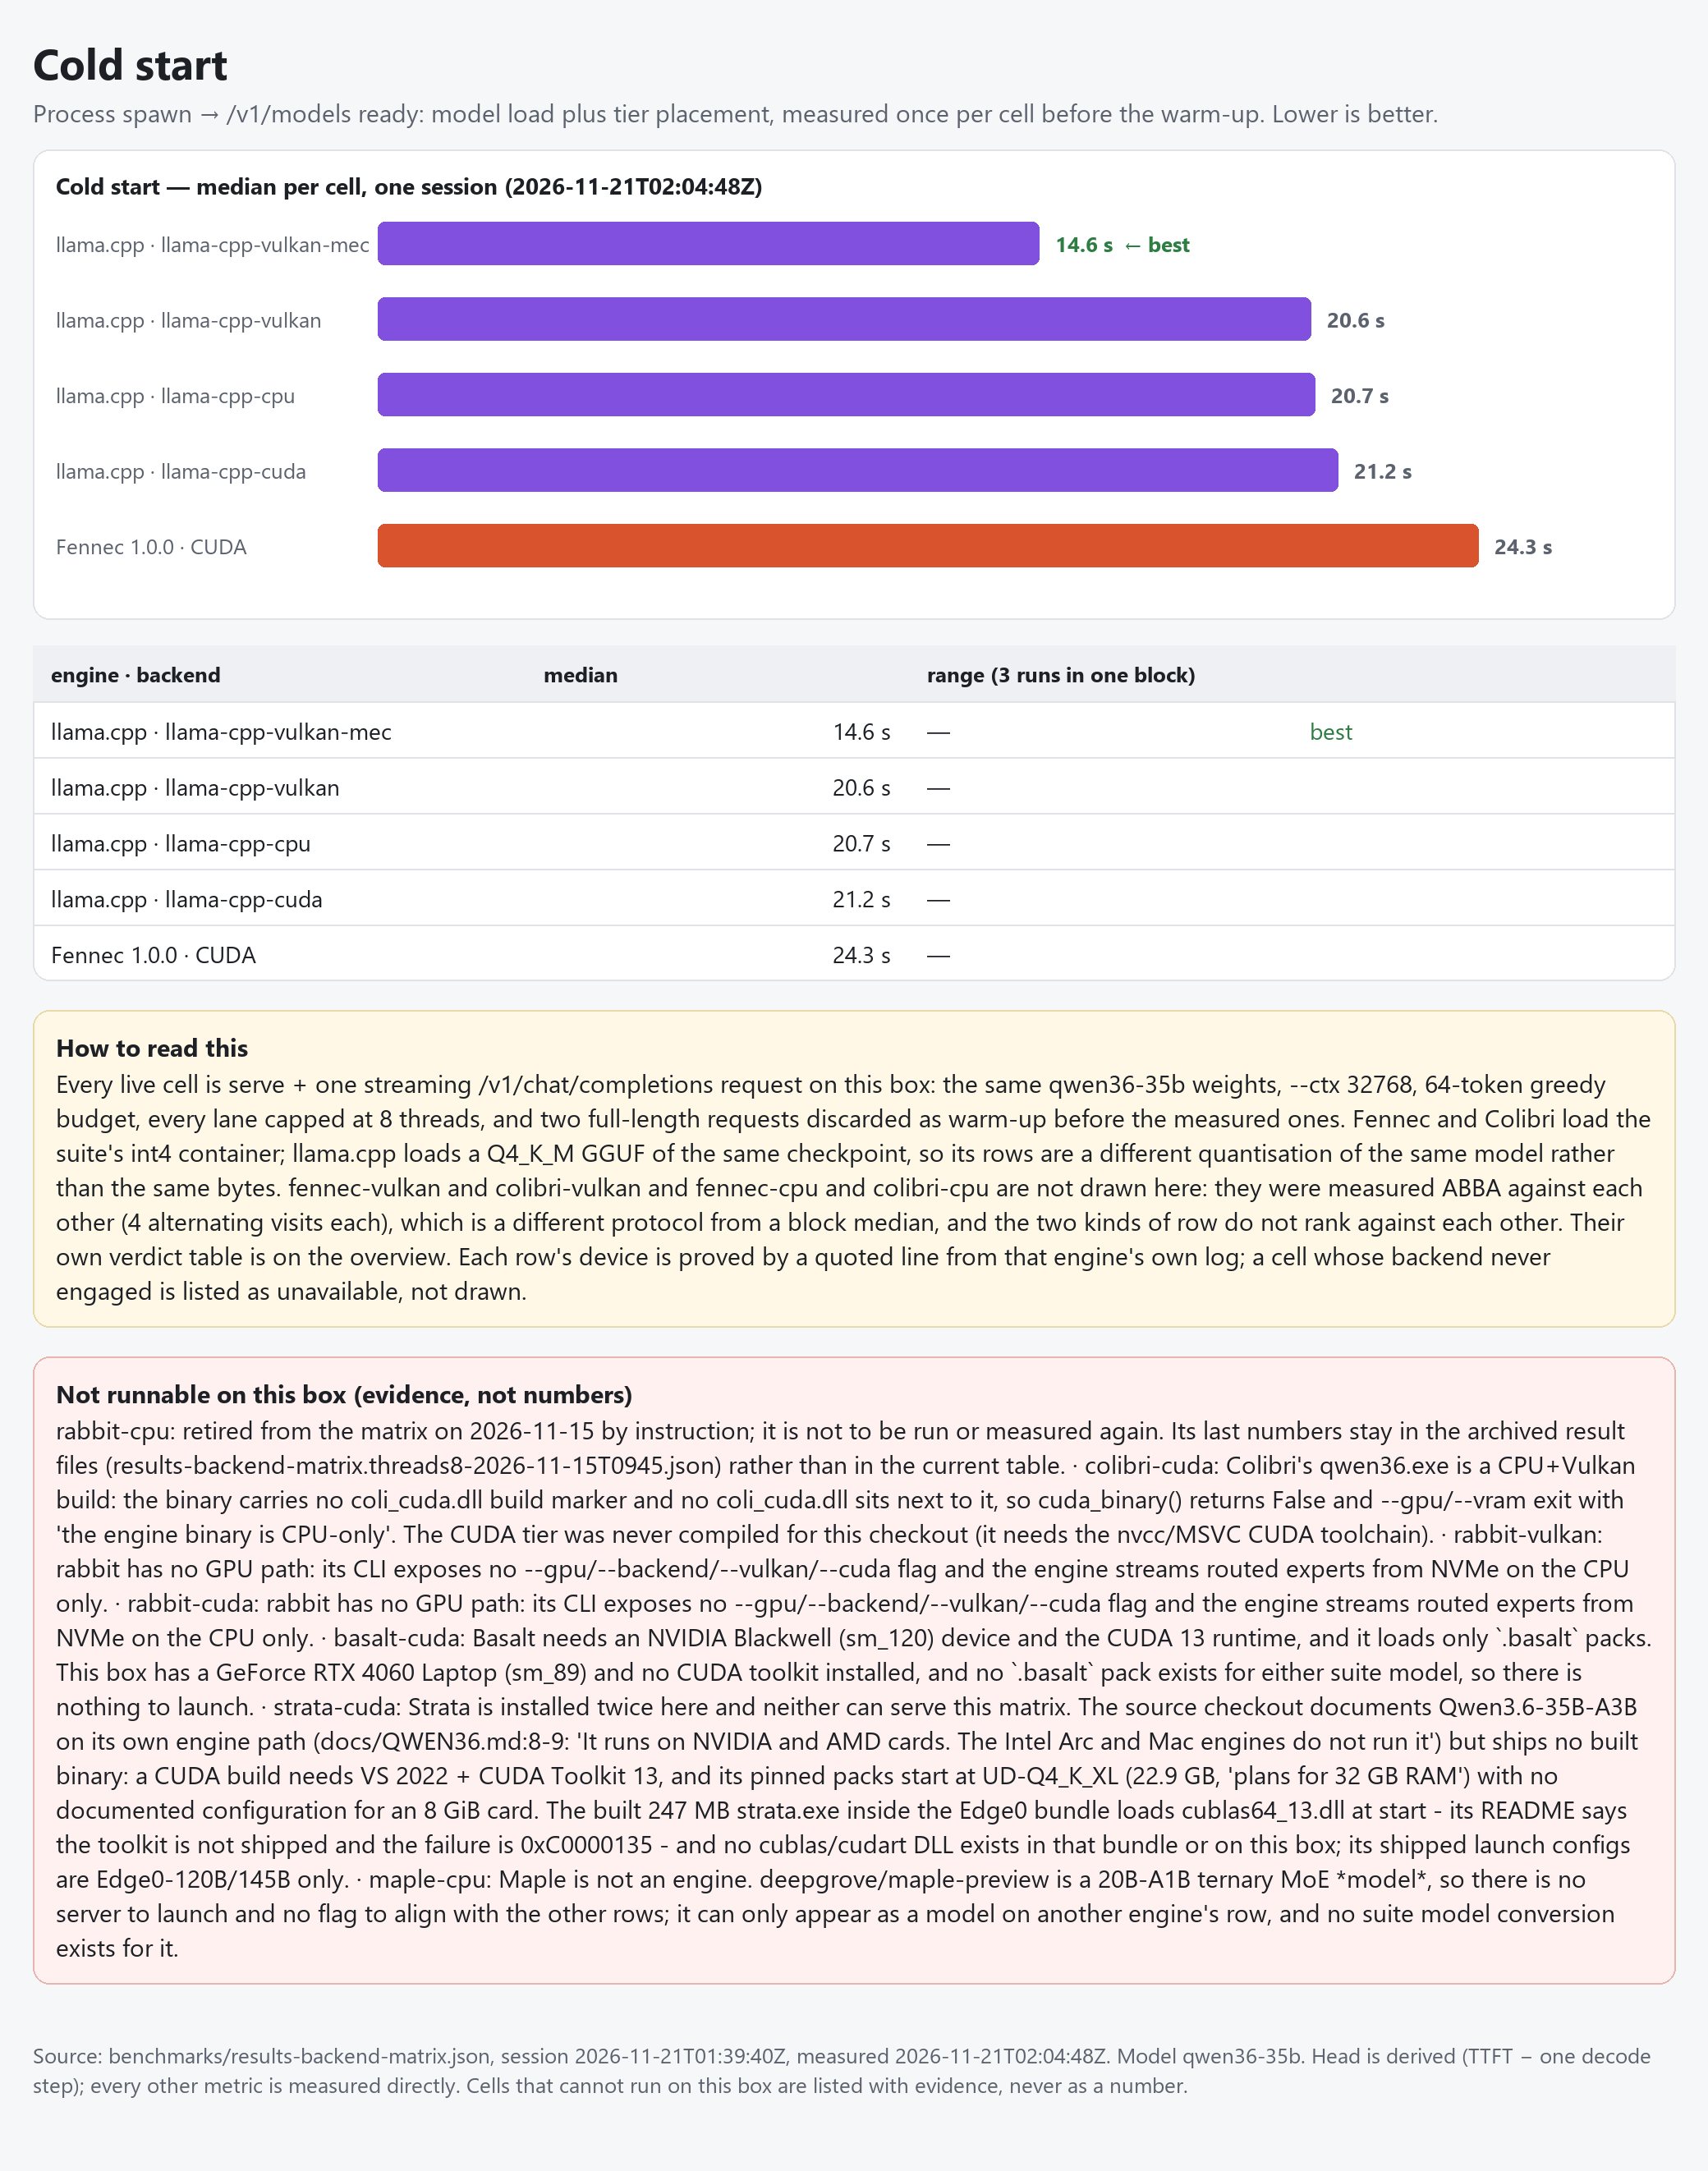 Cold start
Process spawn → /v1/models ready: model load plus tier placement, measured once per cell before the warm-up. Lower is better.
Cold start — median per cell, one session (2026-11-21T02:04:48Z)
llama.cpp · llama-cpp-vulkan-mec 14.6 s ← best
llama.cpp · llama-cpp-vulkan 20.6 s
llama.cpp · llama-cpp-cpu 20.7 s
llama.cpp · llama-cpp-cuda 21.2 s
Fennec 1.0.0 · CUDA 24.3 s
engine · backend median range (3 runs in one block)
llama.cpp · llama-cpp-vulkan-mec 14.6 s — best
llama.cpp · llama-cpp-vulkan 20.6 s —
llama.cpp · llama-cpp-cpu 20.7 s —
llama.cpp · llama-cpp-cuda 21.2 s —
Fennec 1.0.0 · CUDA 24.3 s —
How to read this
Every live cell is serve + one streaming /v1/chat/completions request on this box: the same qwen36-35b weights, --ctx 32768, 64-token greedy
budget, every lane capped at 8 threads, and two full-length requests discarded as warm-up before the measured ones. Fennec and Colibri load the
suite's int4 container; llama.cpp loads a Q4_K_M GGUF of the same checkpoint, so its rows are a different quantisation of the same model rather
than the same bytes. fennec-vulkan and colibri-vulkan and fennec-cpu and colibri-cpu are not drawn here: they were measured ABBA against each
other (4 alternating visits each), which is a different protocol from a block median, and the two kinds of row do not rank against each other. Their
own verdict table is on the overview. Each row's device is proved by a quoted line from that engine's own log; a cell whose backend never
engaged is listed as unavailable, not drawn.
Not runnable on this box (evidence, not numbers)
rabbit-cpu: retired from the matrix on 2026-11-15 by instruction; it is not to be run or measured again. Its last numbers stay in the archived result
files (results-backend-matrix.threads8-2026-11-15T0945.json) rather than in the current table. · colibri-cuda: Colibri's qwen36.exe is a CPU+Vulkan
build: the binary carries no coli_cuda.dll build marker and no coli_cuda.dll sits next to it, so cuda_binary() returns False and --gpu/--vram exit with
'the engine binary is CPU-only'. The CUDA tier was never compiled for this checkout (it needs the nvcc/MSVC CUDA toolchain). · rabbit-vulkan:
rabbit has no GPU path: its CLI exposes no --gpu/--backend/--vulkan/--cuda flag and the engine streams routed experts from NVMe on the CPU
only. · rabbit-cuda: rabbit has no GPU path: its CLI exposes no --gpu/--backend/--vulkan/--cuda flag and the engine streams routed experts from
NVMe on the CPU only. · basalt-cuda: Basalt needs an NVIDIA Blackwell (sm_120) device and the CUDA 13 runtime, and it loads only `.basalt` packs.
This box has a GeForce RTX 4060 Laptop (sm_89) and no CUDA toolkit installed, and no `.basalt` pack exists for either suite model, so there is
nothing to launch. · strata-cuda: Strata is installed twice here and neither can serve this matrix. The source checkout documents Qwen3.6-35B-A3B
on its own engine path (docs/QWEN36.md:8-9: 'It runs on NVIDIA and AMD cards. The Intel Arc and Mac engines do not run it') but ships no built
binary: a CUDA build needs VS 2022 + CUDA Toolkit 13, and its pinned packs start at UD-Q4_K_XL (22.9 GB, 'plans for 32 GB RAM') with no
documented configuration for an 8 GiB card. The built 247 MB strata.exe inside the Edge0 bundle loads cublas64_13.dll at start - its README says
the toolkit is not shipped and the failure is 0xC0000135 - and no cublas/cudart DLL exists in that bundle or on this box; its shipped launch configs
are Edge0-120B/145B only. · maple-cpu: Maple is not an engine. deepgrove/maple-preview is a 20B-A1B ternary MoE *model*, so there is no
server to launch and no flag to align with the other rows; it can only appear as a model on another engine's row, and no suite model conversion
exists for it.
Source: benchmarks/results-backend-matrix.json, session 2026-11-21T01:39:40Z, measured 2026-11-21T02:04:48Z. Model qwen36-35b. Head is derived (TTFT − one decode
step); every other metric is measured directly. Cells that cannot run on this box are listed with evidence, never as a number.